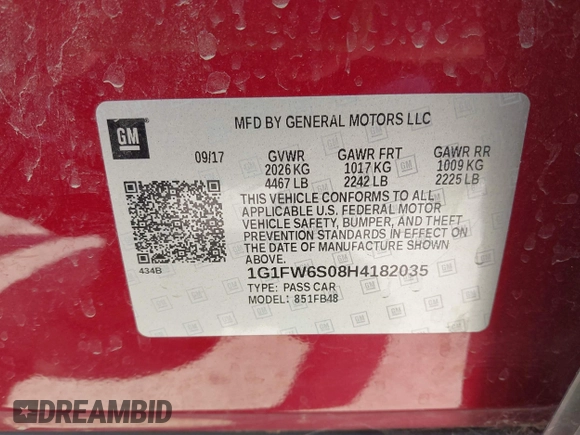 GM
MFD BY GENERAL MOTORS LLC
09/17 GVWR GAWR FRT GAWR RR
2026 KG 1017 KG 1009 KG
4467 LB 2242 LB 2225 LB
THIS VEHICLE CONFORMS TO ALL
APPLICABLE U.S. FEDERAL MOTOR
VEHICLE SAFETY, BUMPER, AND THEFT
PREVENTION STANDARDS IN EFFECT ON
THE DATE OF MANUFACTURE SHOWN
ABOVE.
434B
1G1FW6S08H4182035
TYPE: PASS CAR
MODEL: 851FB48
DREAMBID